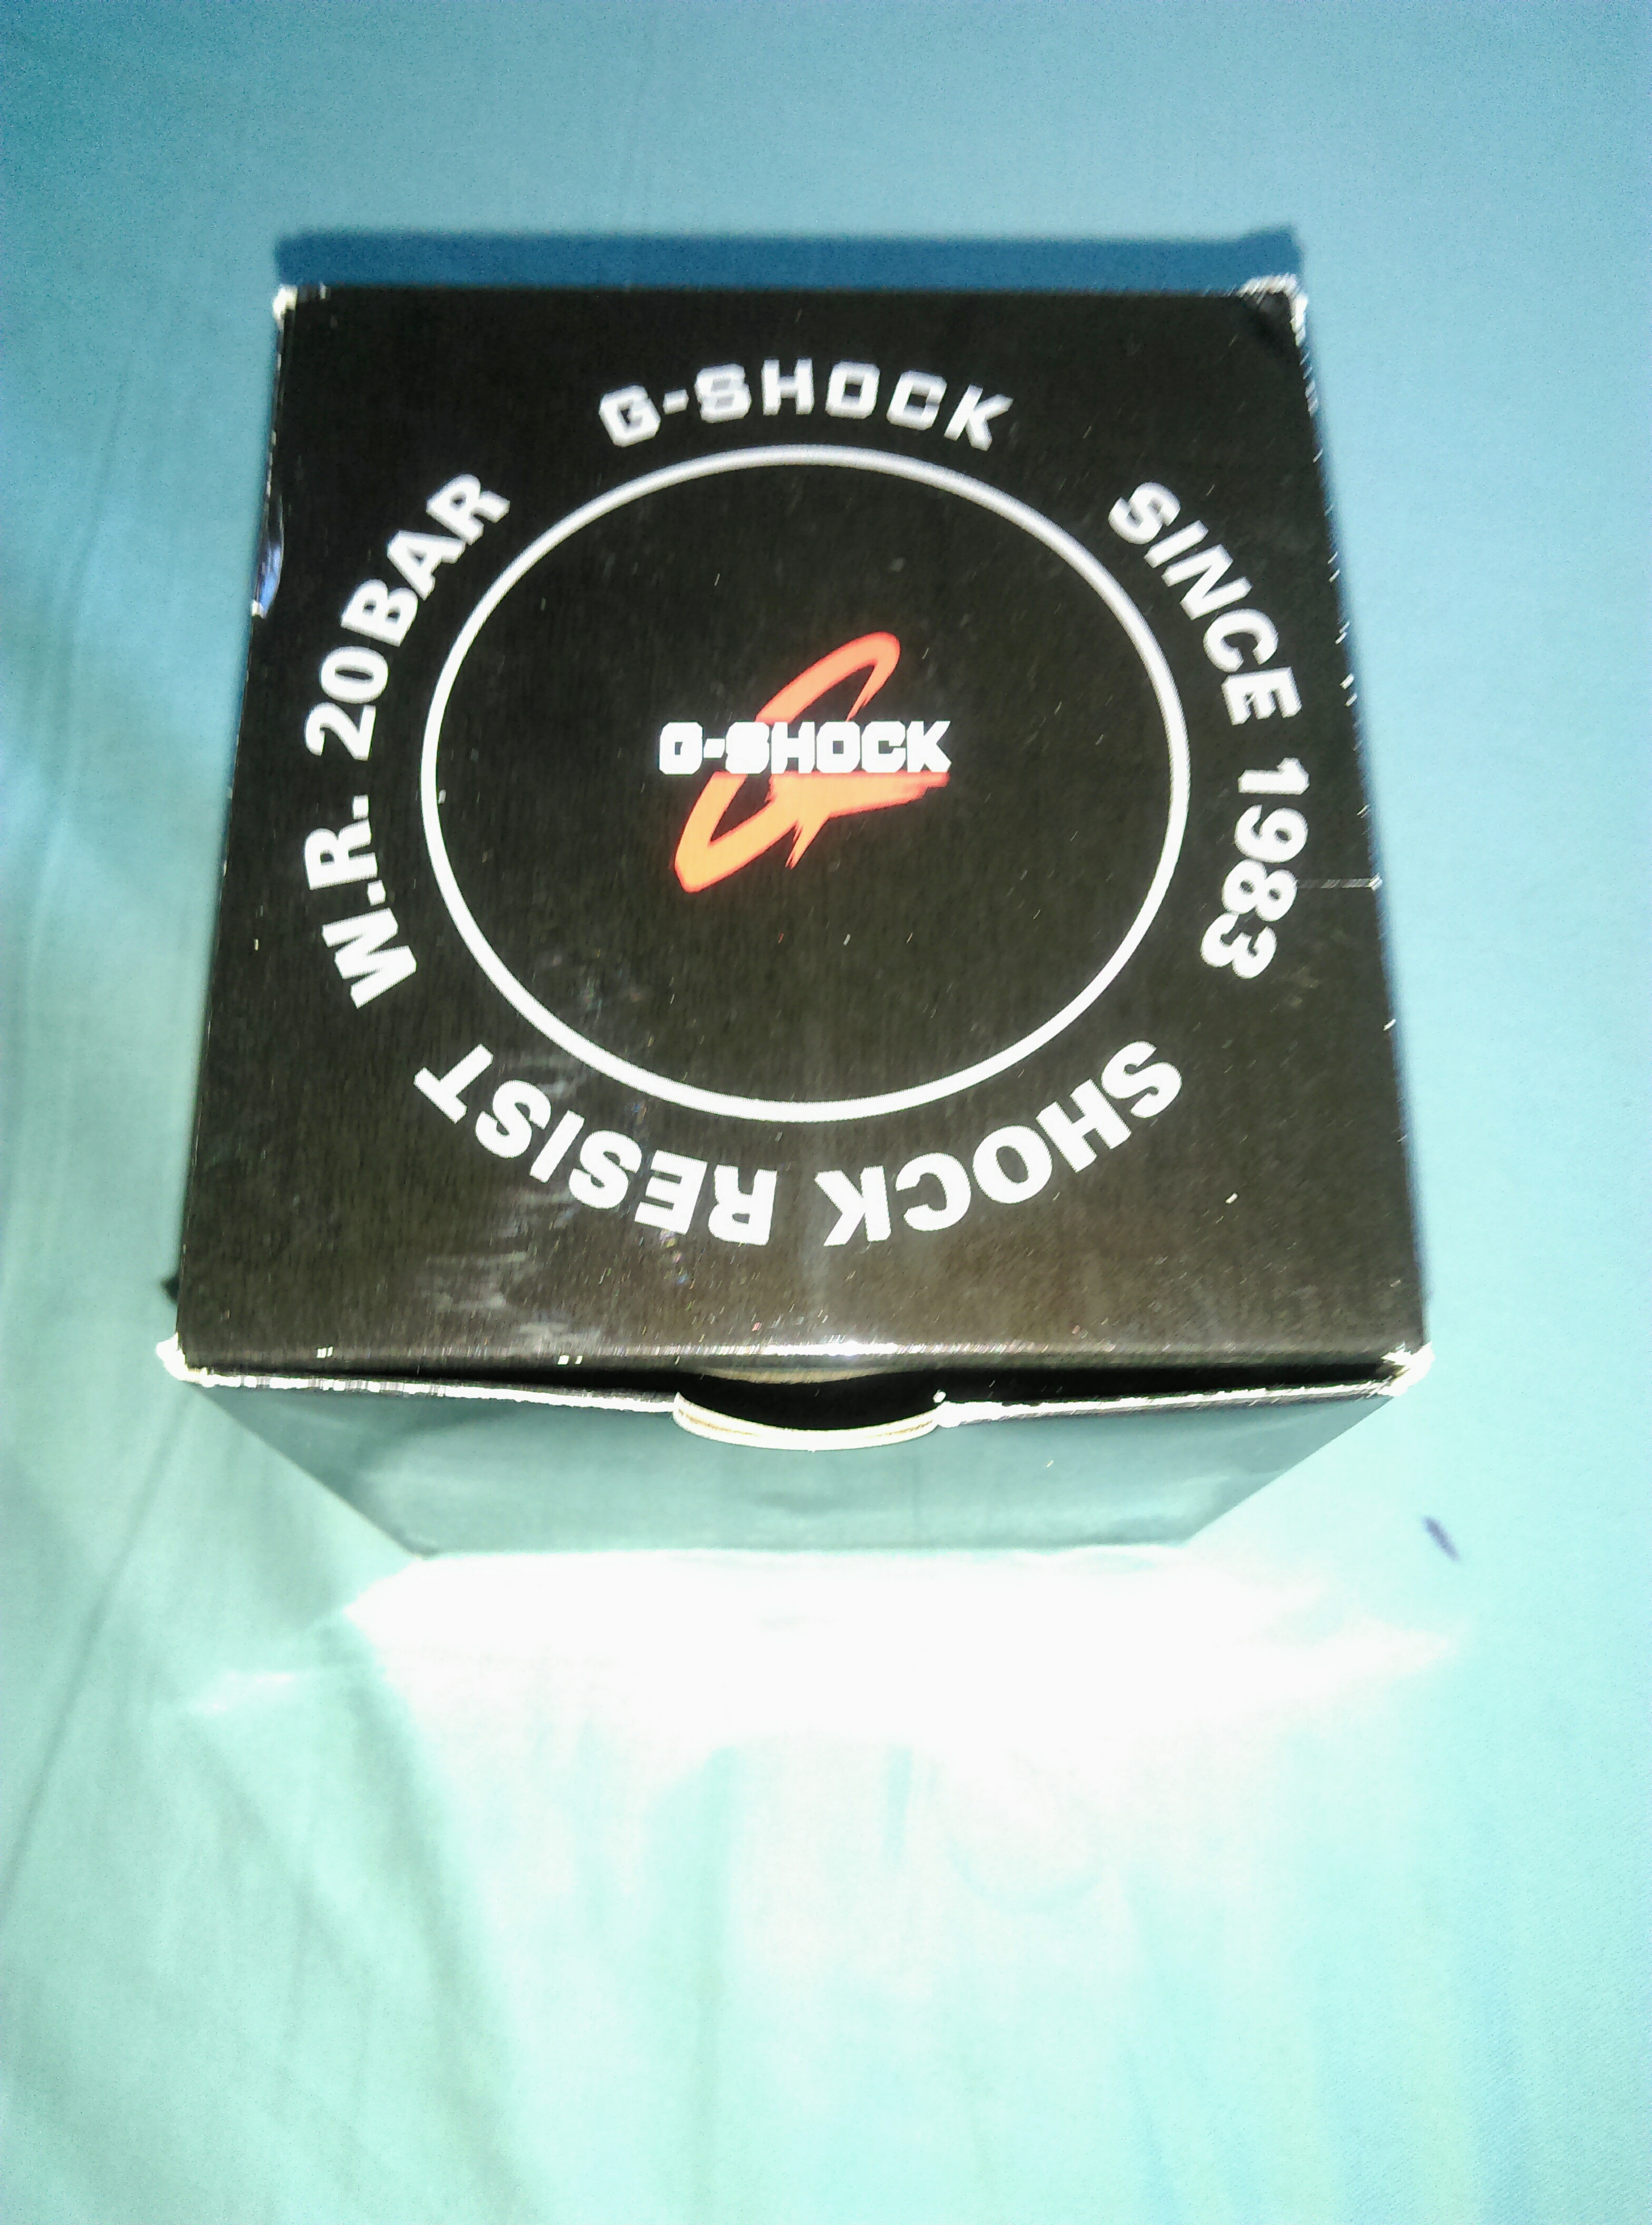 G-SHOCK
SINCE 1983
SHOCK RESIST
W.R. 20BAR
G-SHOCK